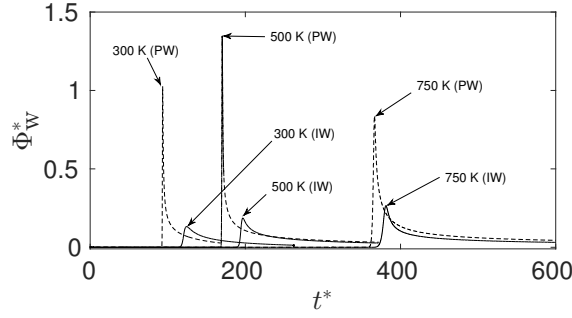 1.5
500 K (PW)
300 K (PW)
1
750 K (PW)
Φ*W
300 K (IW)
0.5
500 K (IW)
750 K (IW)
0
0 200 400 600
t*